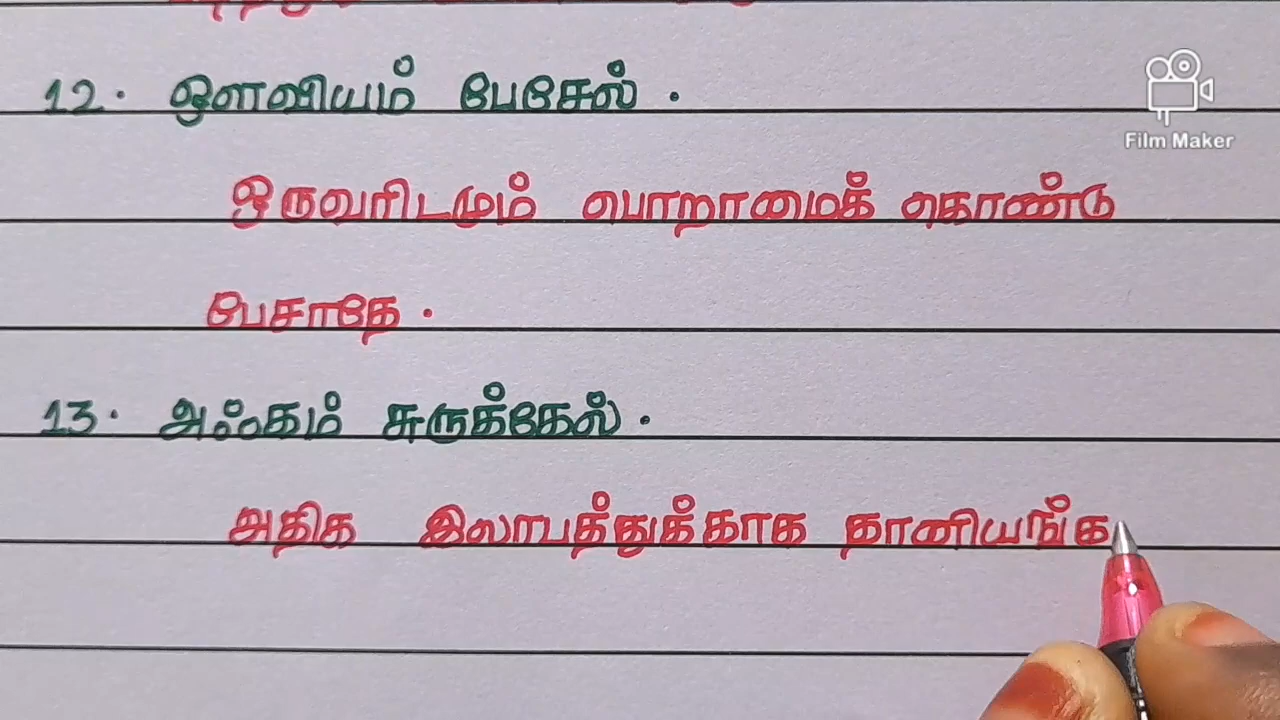 12. ஔவியம் பேசேல்.
Film Maker
ஒருவரிடமும் பொறாமைக் கொண்டு
பேசாதே.
13. அஃகம் சுருக்கேல்.
அதிக இலாபத்துக்காக தானியங்க